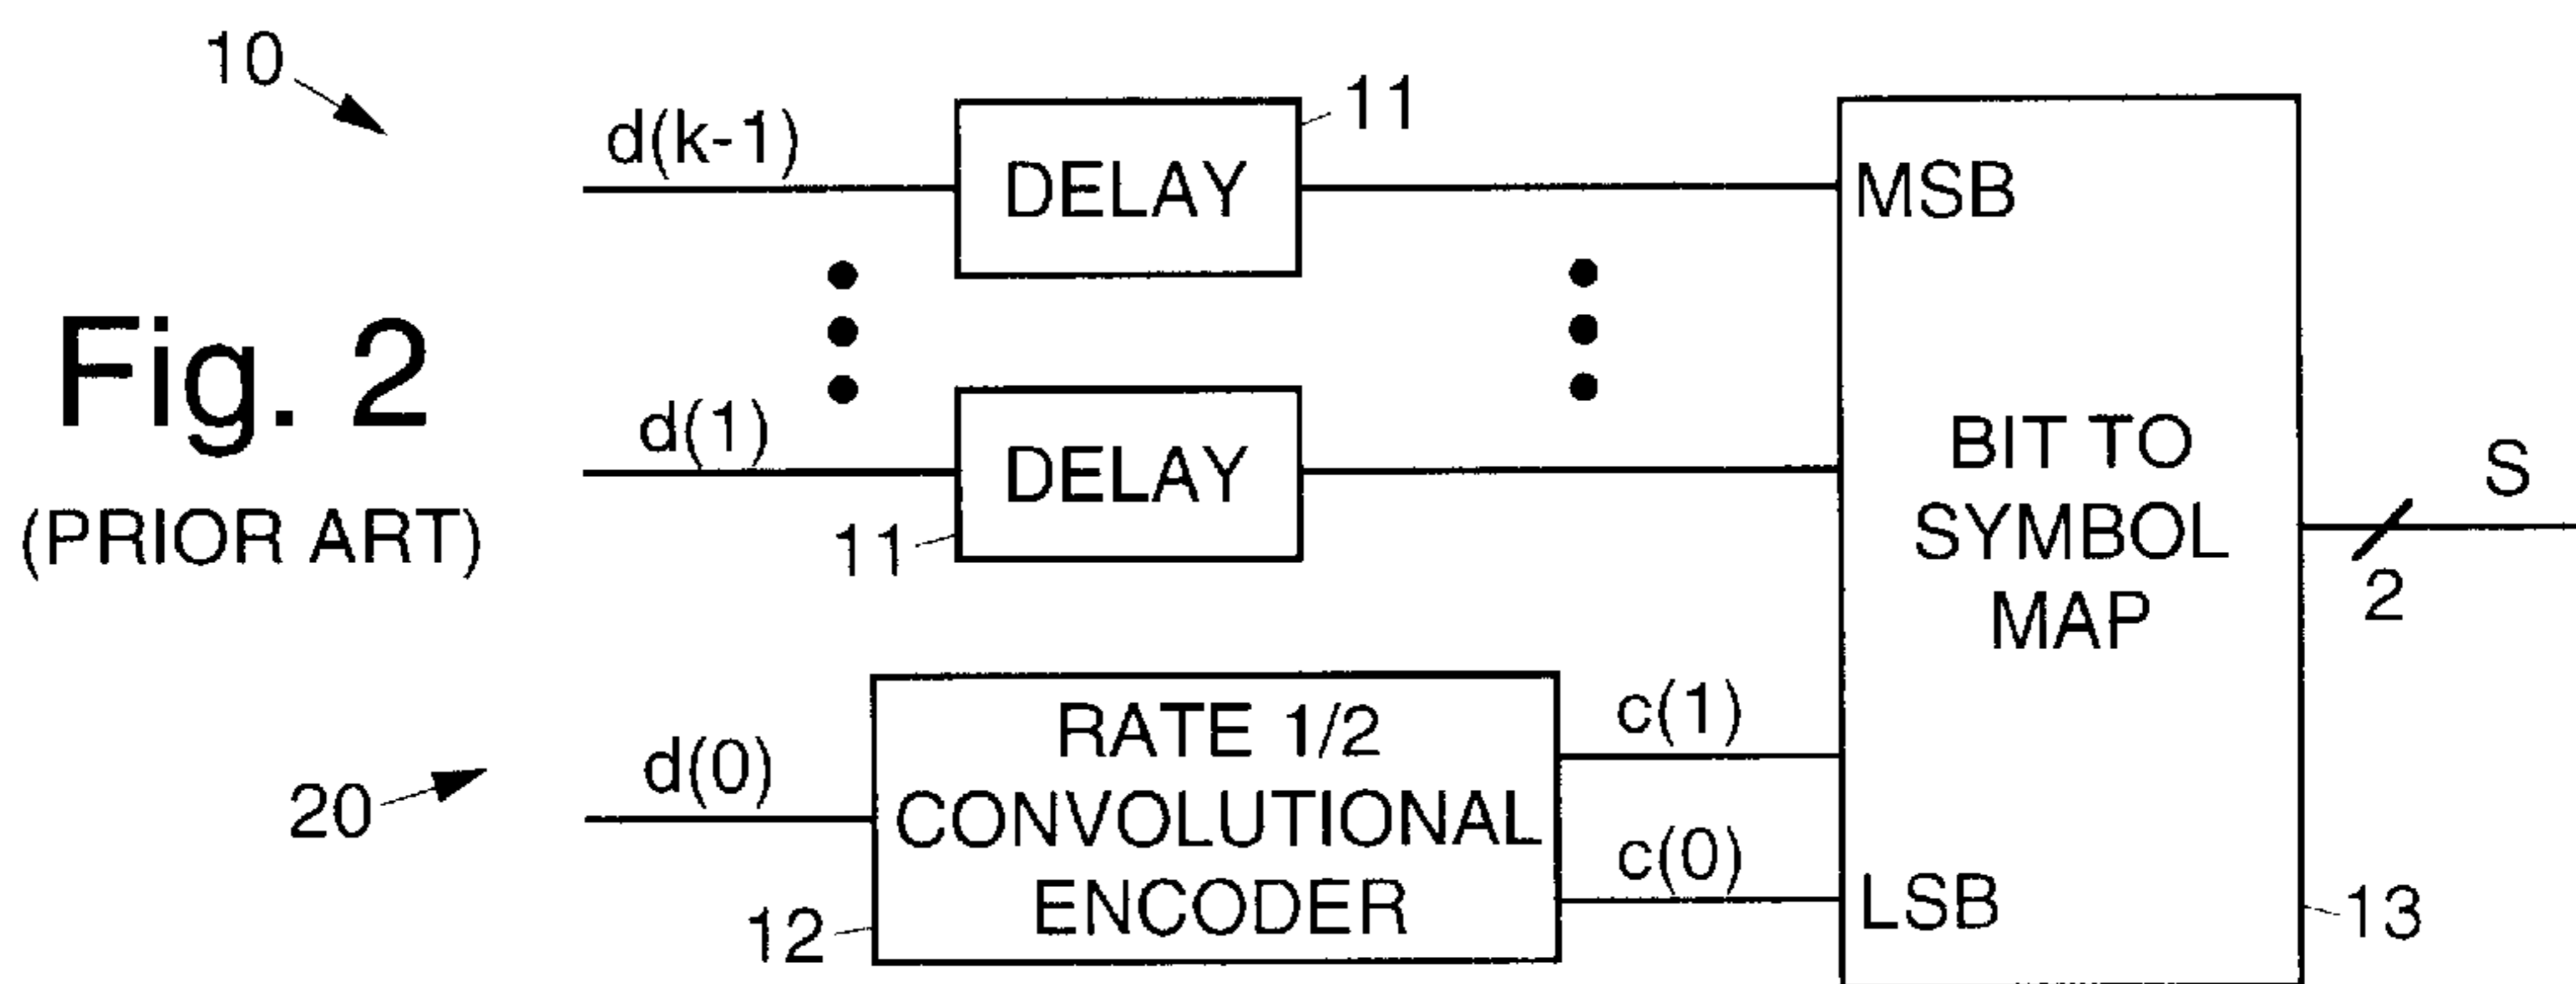 10
d(k-1)
DELAY
11
MSB
Fig. 2
(PRIOR ART)
d(1)
DELAY
11
BIT TO
SYMBOL
MAP
S
2
20
d(0)
RATE 1/2
CONVOLUTIONAL
ENCODER
12
c(1)
c(0)
LSB
13